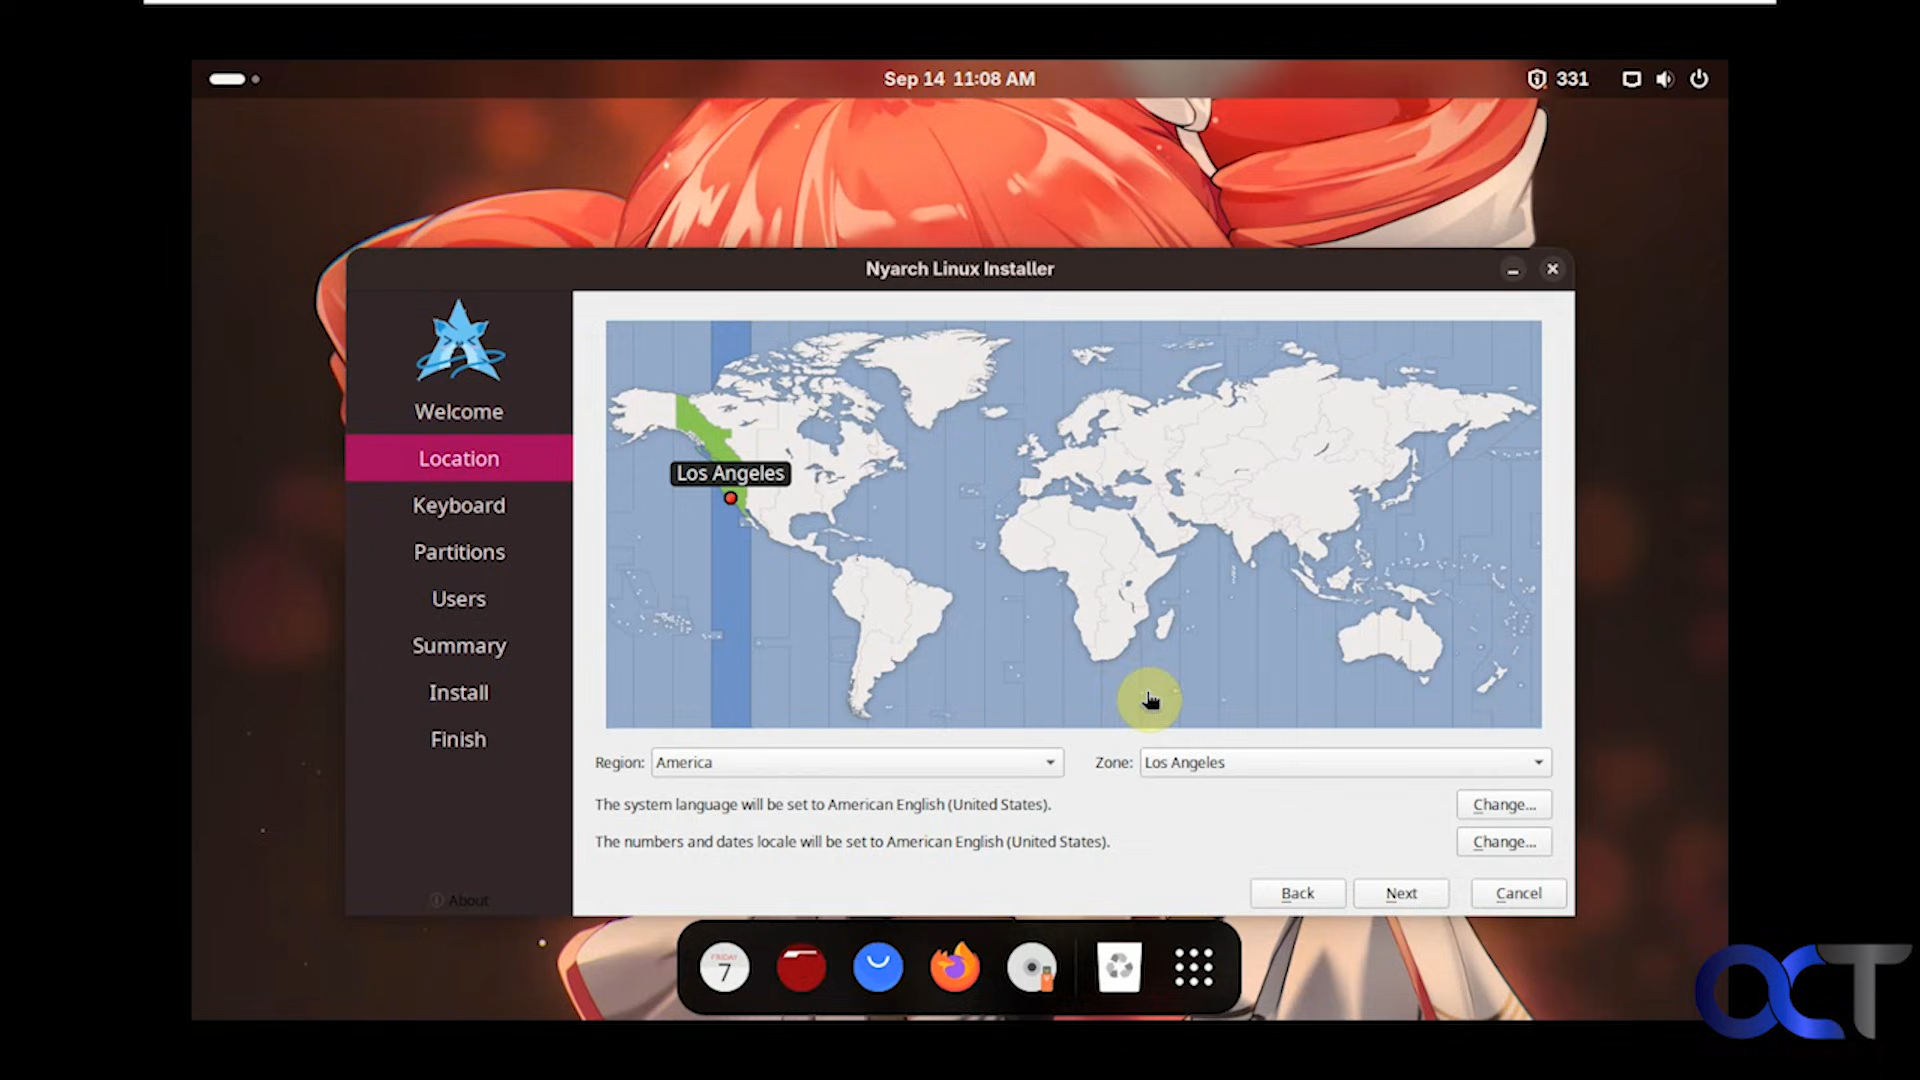 Sep 14 11:08 AM
331
Nyarch Linux Installer
Welcome
Location
Keyboard
Partitions
Users
Summary
Install
Finish
About
Los Angeles
Region: America
Zone: Los Angeles
The system language will be set to American English (United States).
Change...
The numbers and dates locale will be set to American English (United States).
Change...
Back
Next
Cancel
FRIDAY
7
OCT